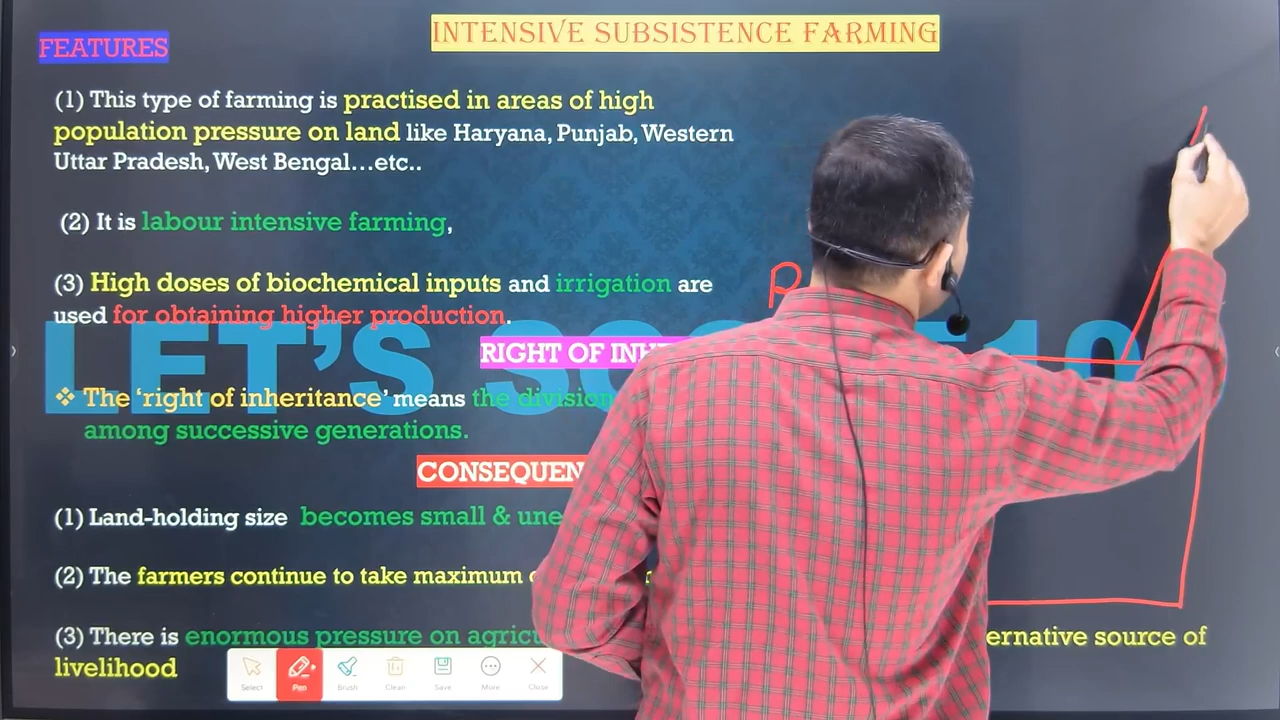 INTENSIVE SUBSISTENCE FARMING
FEATURES
(1) This type of farming is practised in areas of high
population pressure on land like Haryana, Punjab, Western
Uttar Pradesh, West Bengal...etc..
(2) It is labour intensive farming,
(3) High doses of biochemical inputs and irrigation are
used for obtaining higher production.
LET'S
RIGHT OF
❖ The 'right of inheritance' means the division
among successive generations.
(1) Land-holding size becomes small &
(2) The farmers continue to take maximum
(3) There is enormous pressure on source of
livelihood
Select Pen Brush Clean Save More Close